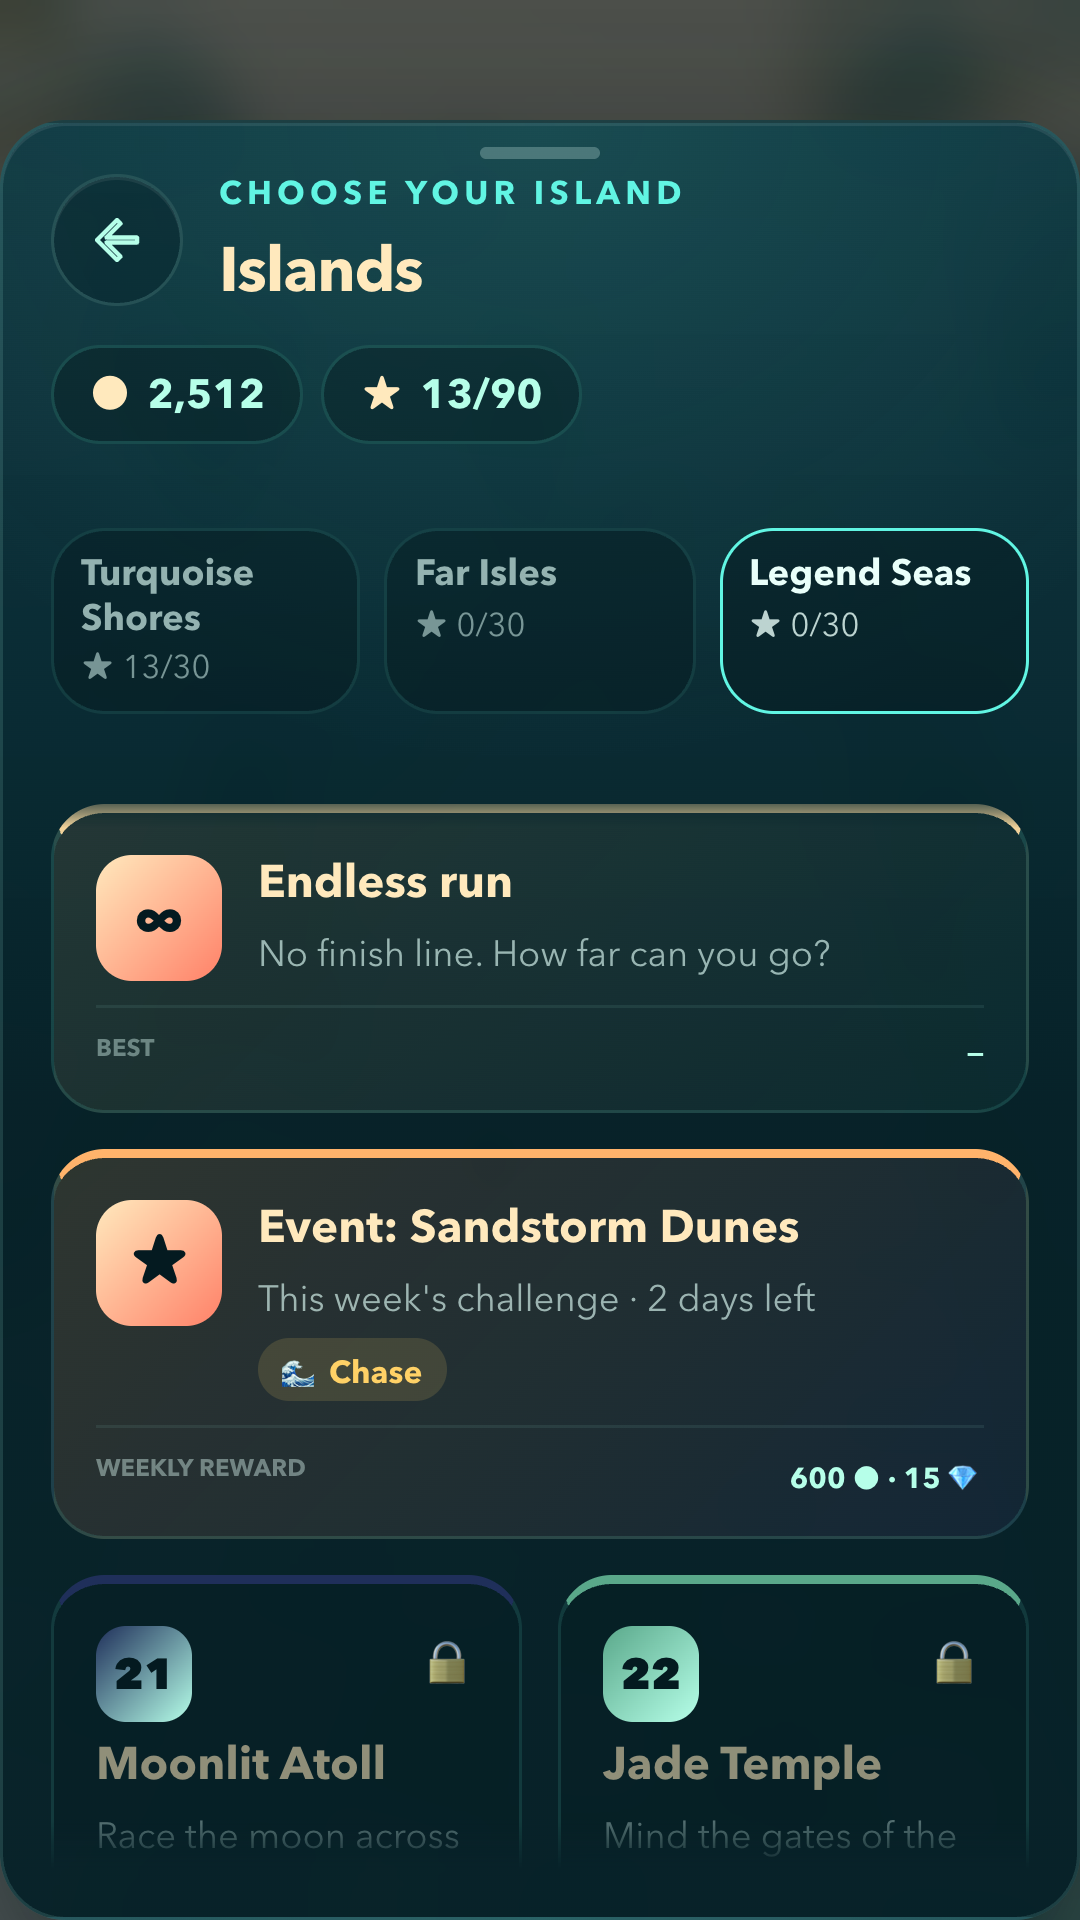 CHOOSE YOUR ISLAND
Islands
2,512
13/90
Turquoise
Shores
★ 13/30
Far Isles
★ 0/30
Legend Seas
★ 0/30
∞
Endless run
No finish line. How far can you go?
BEST
–
Event: Sandstorm Dunes
This week's challenge · 2 days left
🌊 Chase
WEEKLY REWARD
600 ● · 15 💎
21
Moonlit Atoll
Race the moon across
22
Jade Temple
Mind the gates of the